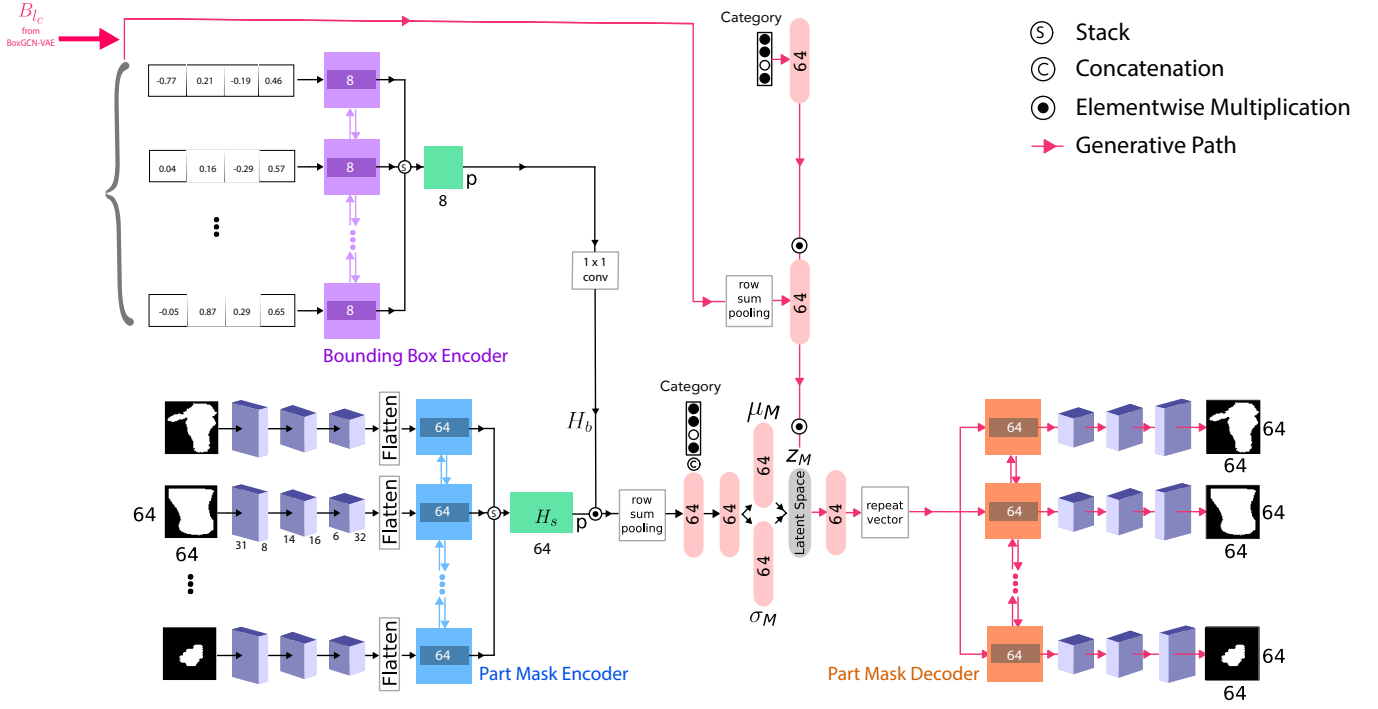 B_{l_c}
from
BoxGCN-VAE
Category
64
S Stack
C Concatenation
Elementwise Multiplication
Generative Path
-0.77 0.21 -0.19 0.46
8
0.04 0.16 -0.29 0.57
8
S
p
8
1 x 1
conv
row
sum
pooling
64
-0.05 0.87 0.29 0.65
8
Bounding Box Encoder
H_b
Category
C
μ_M
z_M
Flatten
64
64
64
64
64
64
Flatten
64
31 8 14 16 6 32
64
S
H_s
p
64
row
sum
pooling
64
64
64
64
σ_M
Latent Space
64
repeat
vector
64
64
64
Flatten
64
Part Mask Encoder
Part Mask Decoder
64
64
64